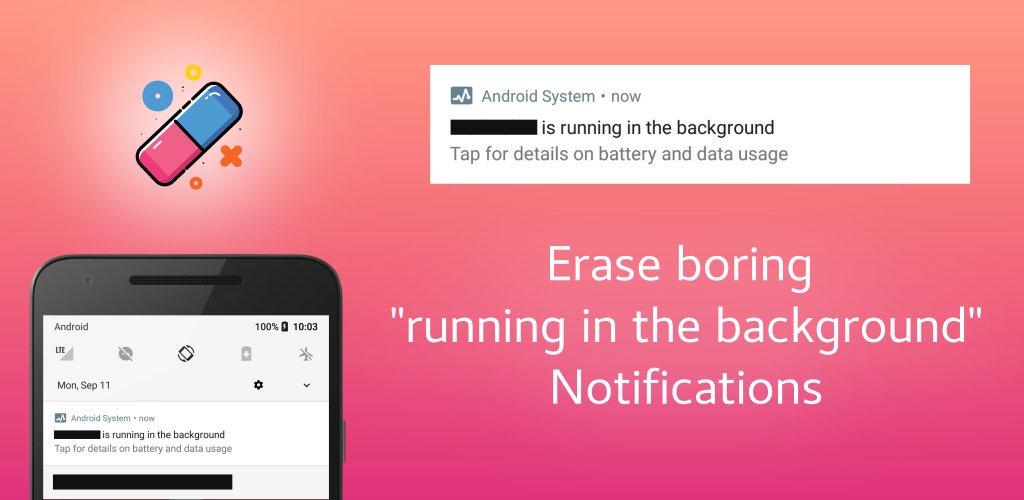 Android System • now
is running in the background
Tap for details on battery and data usage
Erase boring
"running in the background"
Notifications
Android 100% 10:03
LTE
Mon, Sep 11
Android System • now
is running in the background
Tap for details on battery and data usage